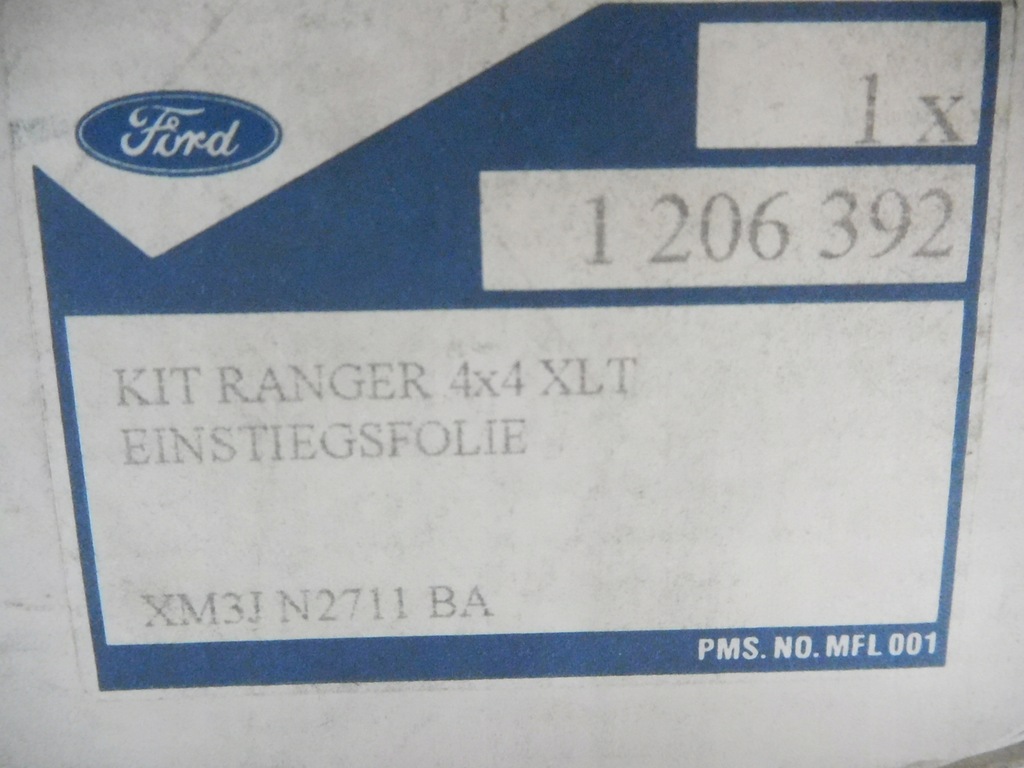 Ford
1 x
1 206 392
KIT RANGER 4x4 XLT
EINSTIEGSFOLIE
XM3J N2711 BA
PMS. NO. MFL 001